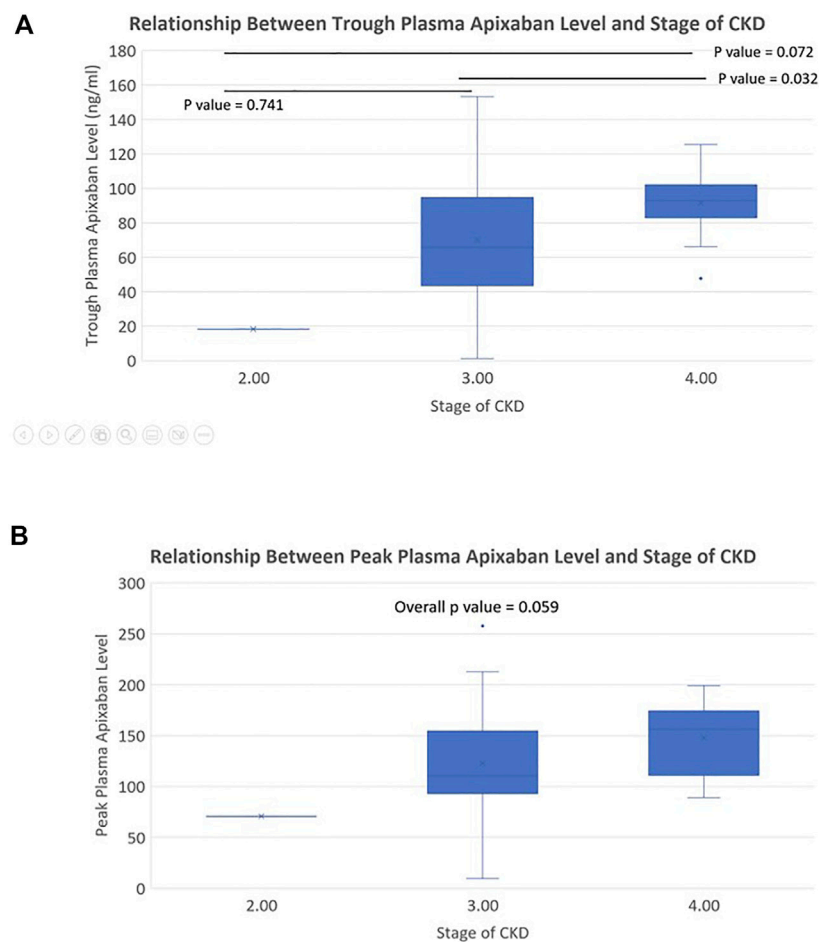 A
Relationship Between Trough Plasma Apixaban Level and Stage of CKD
Trough Plasma Apixaban Level (ng/ml)
180
160
140
120
100
80
60
40
20
0
P value = 0.072
P value = 0.032
P value = 0.741
2.00 3.00 4.00
Stage of CKD
B
Relationship Between Peak Plasma Apixaban Level and Stage of CKD
Peak Plasma Apixaban Level
300
250
200
150
100
50
0
Overall p value = 0.059
2.00 3.00 4.00
Stage of CKD